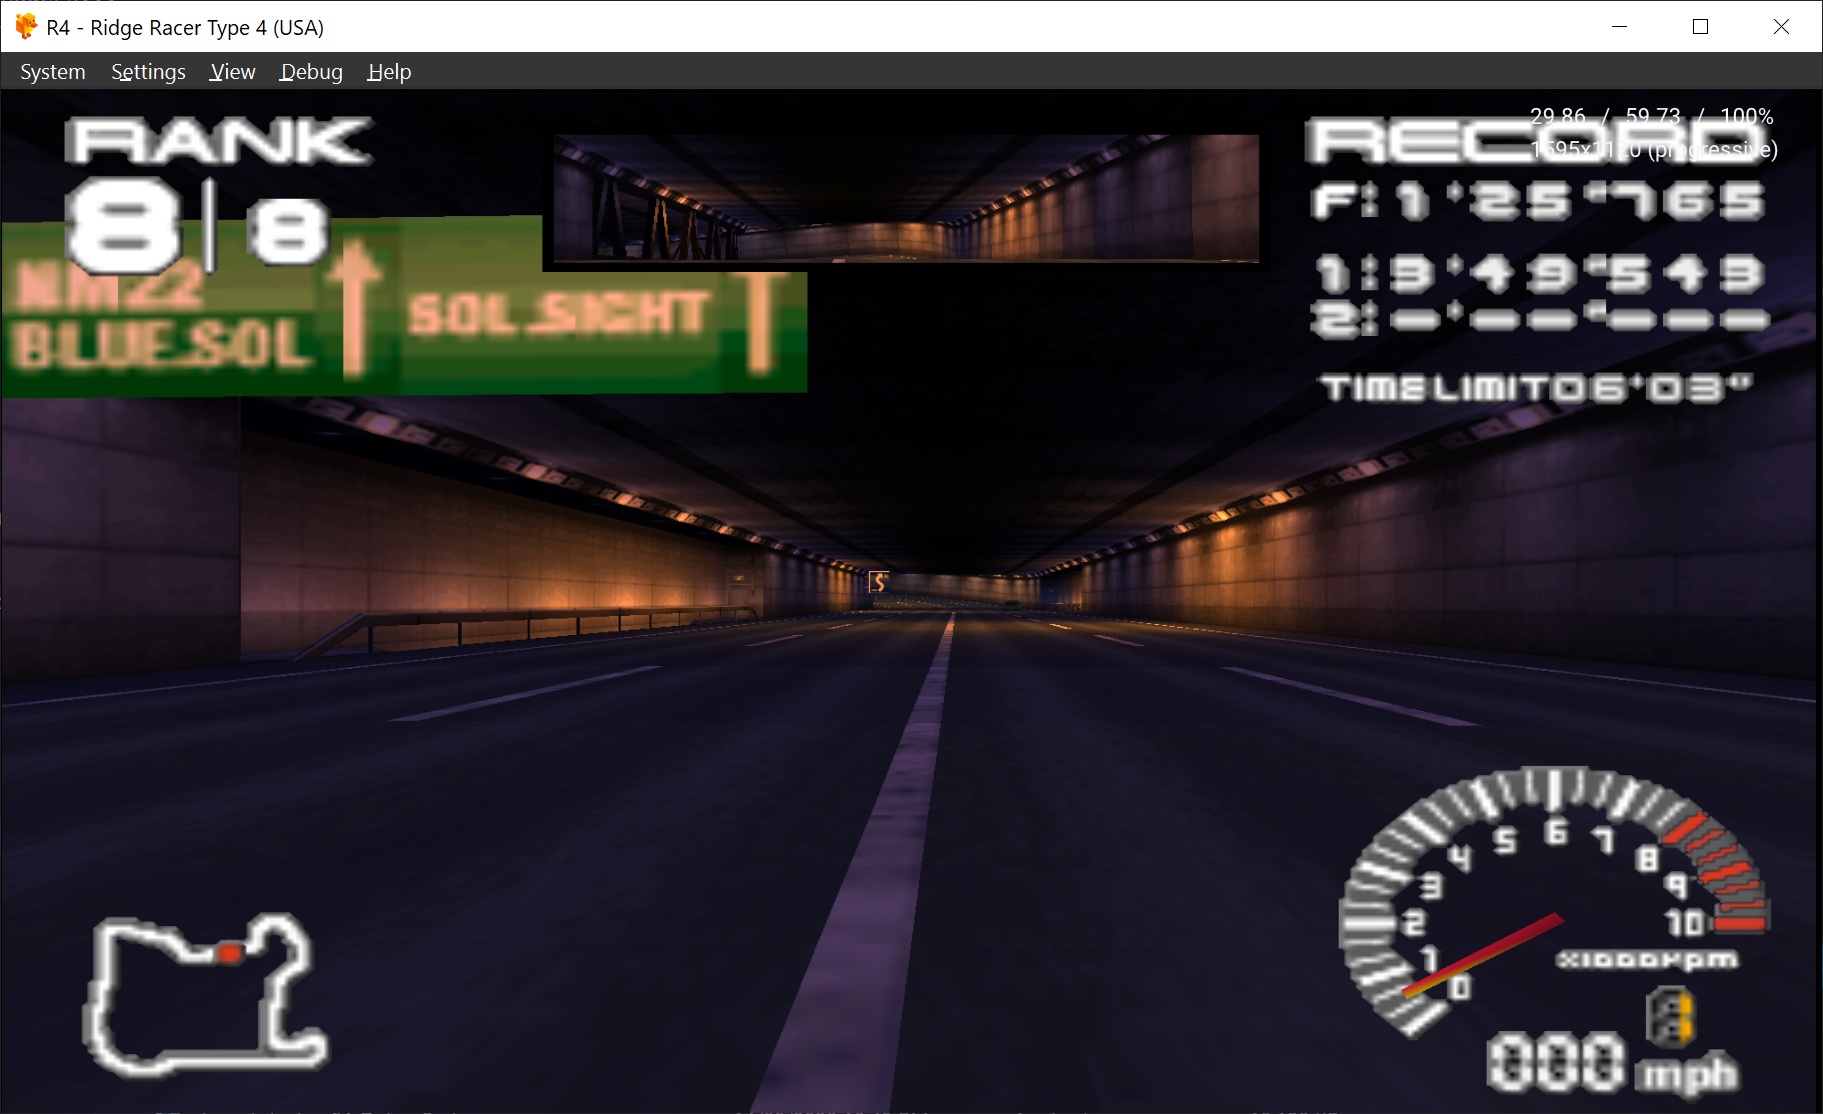 R4 - Ridge Racer Type 4 (USA)
System Settings View Debug Help
29.86 / 59.73 / 100%
1595x1120 (progressive)
RANK
8|8
RECORD
F:1'25"765
1:3'49"543
2:-'--"---
TIME LIMIT06'03"
NM22
BLUE.SOL
SOL.SIGHT
0 1 2 3 4 5 6 7 8 9 10
x1000rpm
1
000 mph